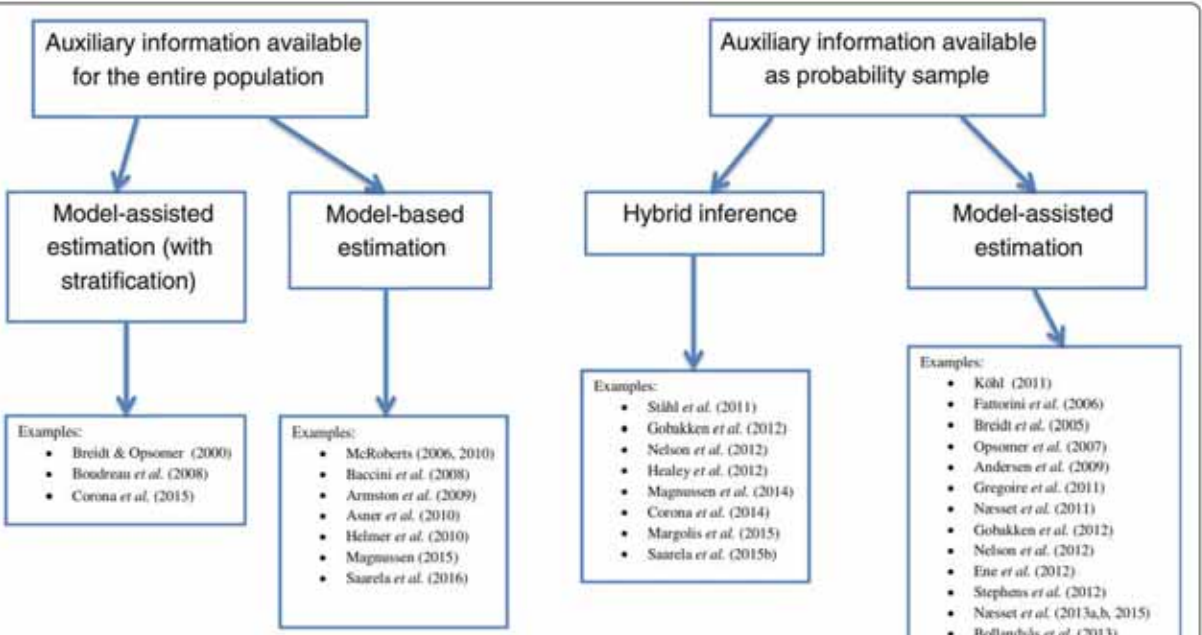 Auxiliary information available
for the entire population
Auxiliary information available
as probability sample
Model-assisted
estimation (with
stratification)
Model-based
estimation
Hybrid inference
Model-assisted
estimation
Examples:
• Breidt & Opsomer (2000)
• Boudreau et al. (2008)
• Corona et al. (2015)
Examples:
• McRoberts (2006, 2010)
• Baccini et al. (2008)
• Armston et al. (2009)
• Asner et al. (2010)
• Helmer et al. (2010)
• Magnussen (2015)
• Saarela et al. (2016)
Examples:
• Ståhl et al. (2011)
• Gobakken et al. (2012)
• Nelson et al. (2012)
• Healey et al. (2012)
• Magnussen et al. (2014)
• Corona et al. (2014)
• Margolis et al. (2015)
• Saarela et al. (2015b)
Examples:
• Köhl (2011)
• Fattorini et al. (2006)
• Breidt et al. (2005)
• Opsomer et al. (2007)
• Andersen et al. (2009)
• Gregoire et al. (2011)
• Næsset et al. (2011)
• Gobakken et al. (2012)
• Nelson et al. (2012)
• Ene et al. (2012)
• Stephens et al. (2012)
• Næsset et al. (2013a,b, 2015)
• Bollandsås et al. (2013)